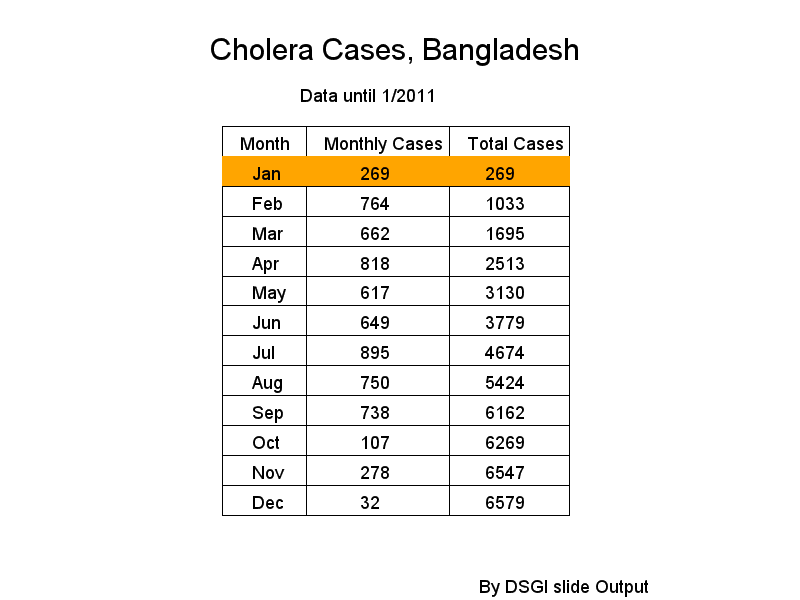 Cholera Cases, Bangladesh
Data until 1/2011
Month Monthly Cases Total Cases
Jan 269 269
Feb 764 1033
Mar 662 1695
Apr 818 2513
May 617 3130
Jun 649 3779
Jul 895 4674
Aug 750 5424
Sep 738 6162
Oct 107 6269
Nov 278 6547
Dec 32 6579
By DSGI slide Output